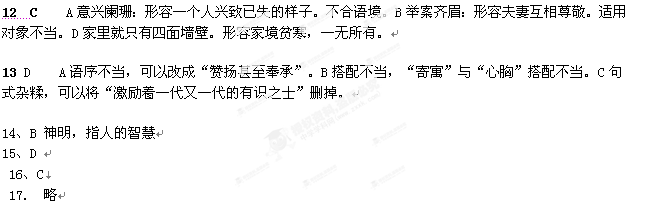 12 C A 意兴阑珊：形容一个人兴致已失的样子。不合语境。B 举案齐眉：形容夫妻互相尊敬。适用
对象不当。D 家里就只有四面墙壁。形容家境贫寒，一无所有。
13 D A 语序不当，可以改成“赞扬甚至奉承”。B 搭配不当，“寄寓”与“心胸”搭配不当。C 句
式杂糅，可以将“激励着一代又一代的有识之士”删掉。
14、B 神明，指人的智慧
15、D
16、C
17. 略